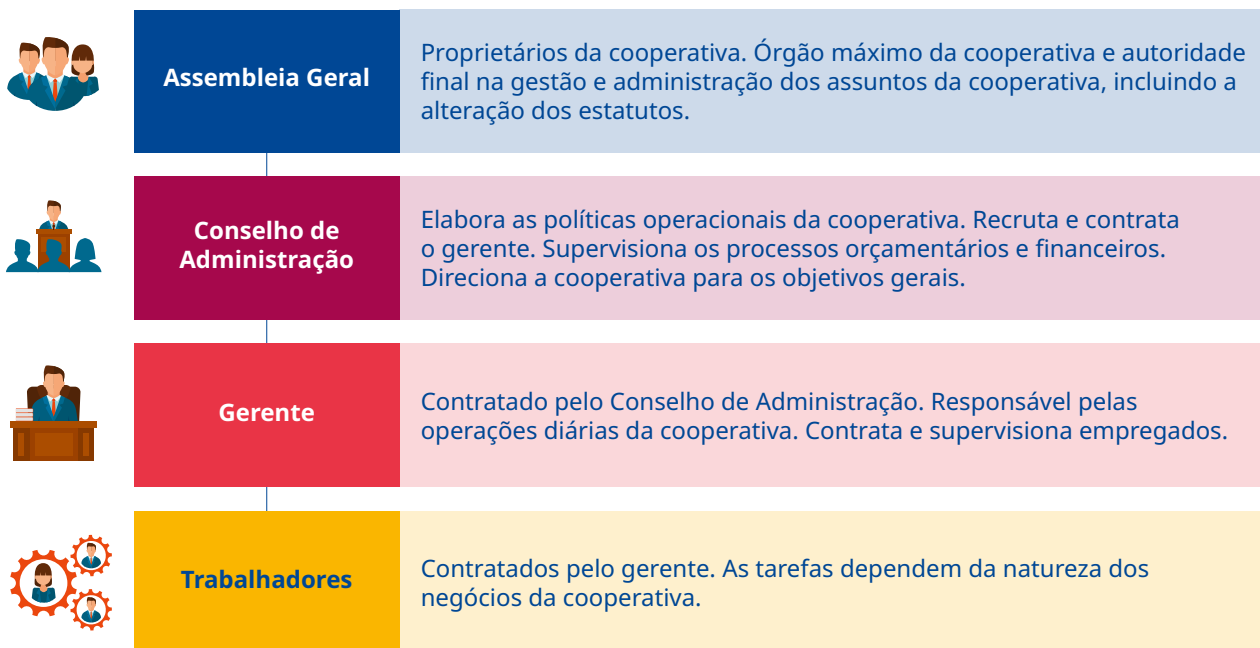 Assembleia Geral
Proprietários da cooperativa. Órgão máximo da cooperativa e autoridade
final na gestão e administração dos assuntos da cooperativa, incluindo a
alteração dos estatutos.
Conselho de
Administração
Elabora as políticas operacionais da cooperativa. Recruta e contrata
o gerente. Supervisiona os processos orçamentários e financeiros.
Direciona a cooperativa para os objetivos gerais.
Gerente
Contratado pelo Conselho de Administração. Responsável pelas
operações diárias da cooperativa. Contrata e supervisiona empregados.
Trabalhadores
Contratados pelo gerente. As tarefas dependem da natureza dos
negócios da cooperativa.